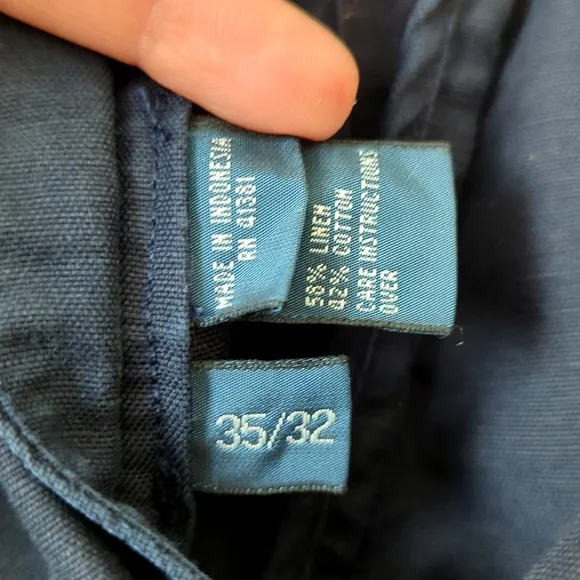 MADE IN INDONESIA
RN 41381
58% LINEN
42% COTTON
CARE INSTRUCTIONS
OVER
35/32